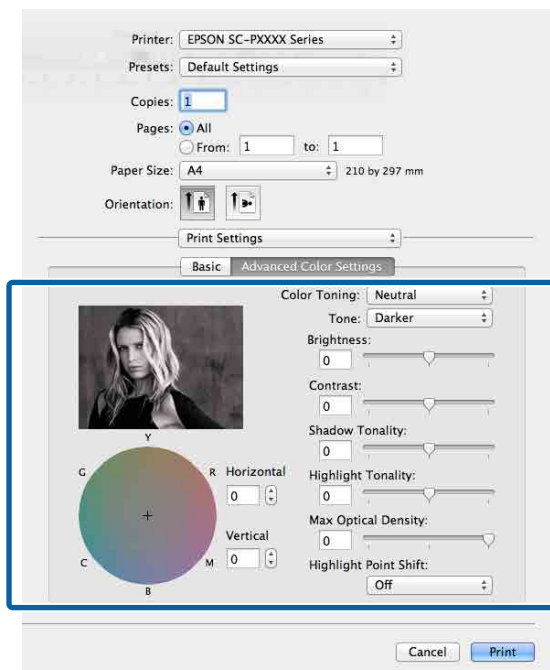 Printer: EPSON SC-PXXXX Series
Presets: Default Settings
Copies: 1
Pages: All
From: 1 to: 1
Paper Size: A4 210 by 297 mm
Orientation:
Print Settings
Basic Advanced Color Settings
Color Toning: Neutral
Tone: Darker
Brightness:
0
Contrast:
0
Shadow Tonality:
0
Highlight Tonality:
0
Max Optical Density:
0
Highlight Point Shift:
Off
Y
G R
C M
B
Horizontal
0
Vertical
0
Cancel Print